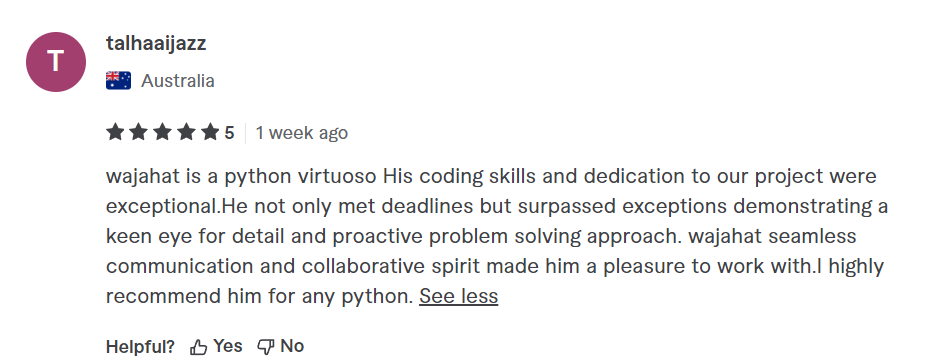 T
talhaaijazz
Australia
5 1 week ago
wajahat is a python virtuoso His coding skills and dedication to our project were
exceptional.He not only met deadlines but surpassed exceptions demonstrating a
keen eye for detail and proactive problem solving approach. wajahat seamless
communication and collaborative spirit made him a pleasure to work with.I highly
recommend him for any python. See less
Helpful? Yes No